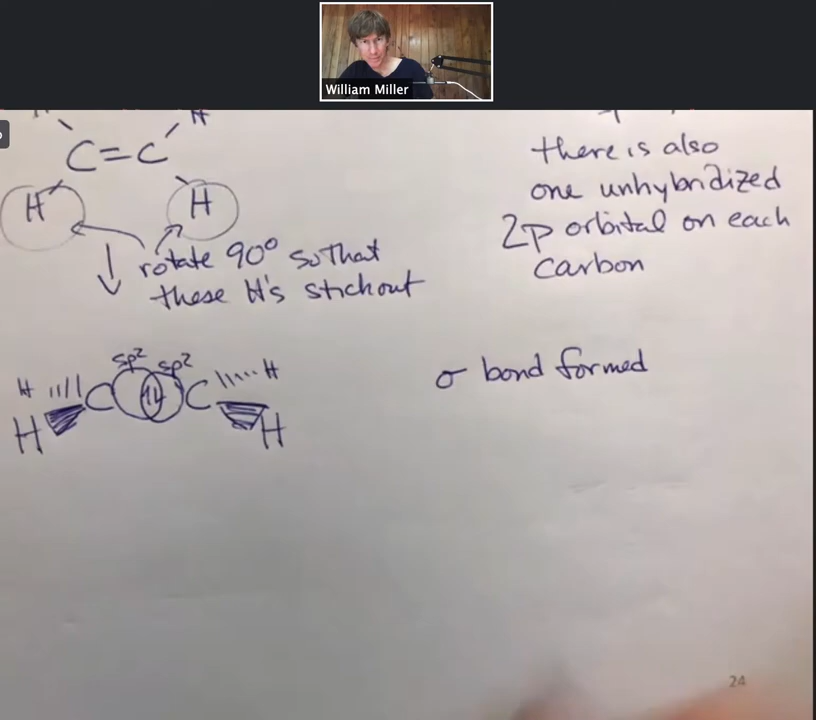 William Miller
H
C=C
H H
there is also
one unhybridized
2p orbital on each
carbon
rotate 90° so that
these H's stick out
sp² sp²
H C 1L C H
H H
σ bond formed
24